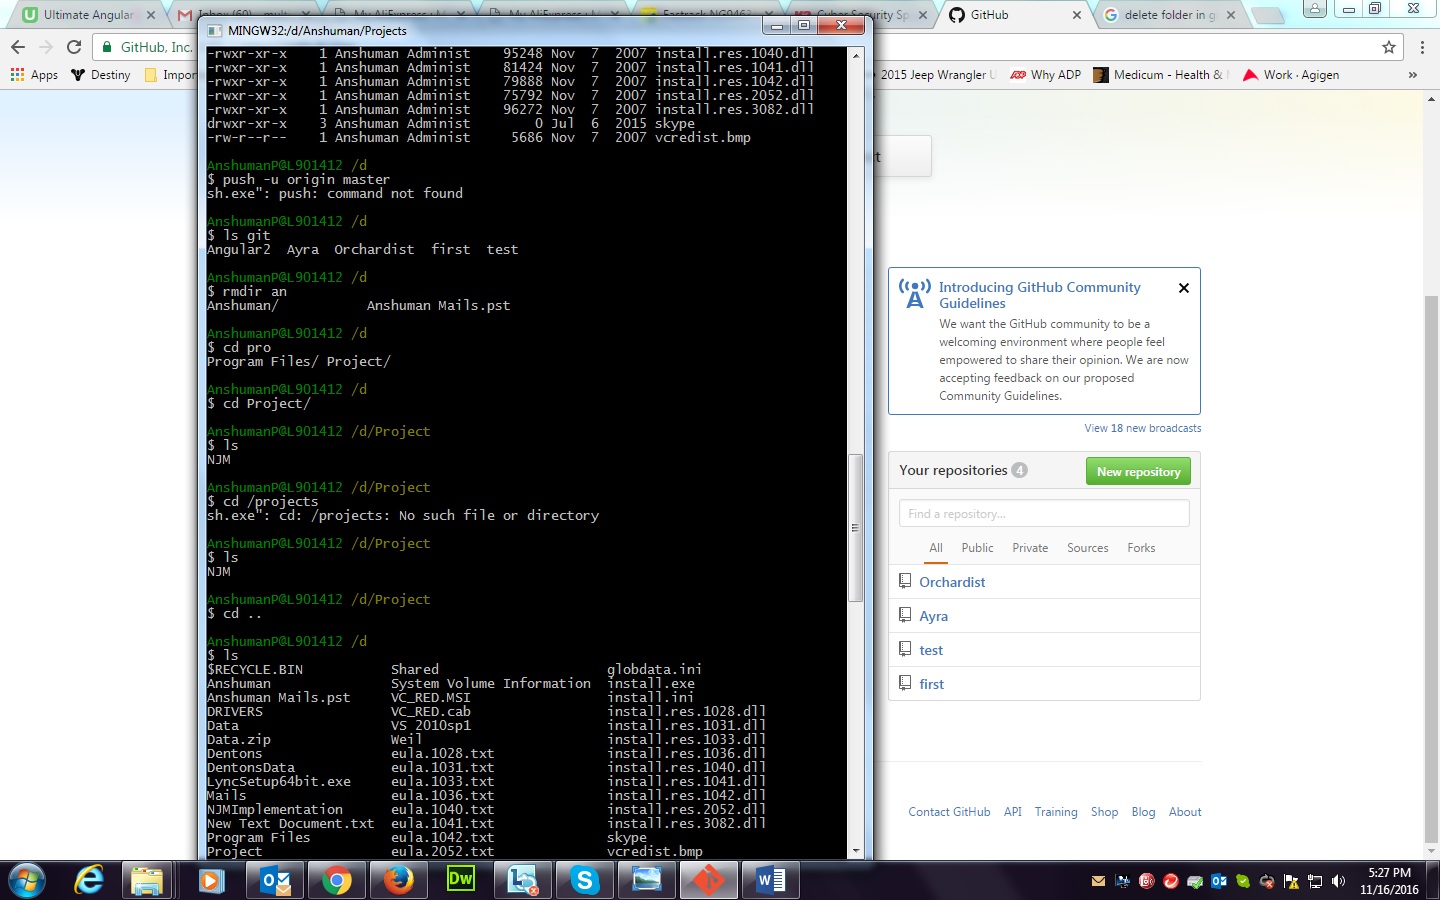 Ultimate Angular
My AliExpress : 
My AliExpress : 
Fastrack NG9463
Cyber Security Sp
GitHub
delete folder in g
MINGW32:/d/Anshuman/Projects
GitHub, Inc.
Apps
Destiny
Impor
2015 Jeep Wrangler U
Why ADP
Medicum - Health &
Work · Agigen
»
-rwxr-xr-x    1 Anshuman Administ    95248 Nov  7  2007 install.res.1040.dll
-rwxr-xr-x    1 Anshuman Administ    81424 Nov  7  2007 install.res.1041.dll
-rwxr-xr-x    1 Anshuman Administ    79888 Nov  7  2007 install.res.1042.dll
-rwxr-xr-x    1 Anshuman Administ    75792 Nov  7  2007 install.res.2052.dll
-rwxr-xr-x    1 Anshuman Administ    96272 Nov  7  2007 install.res.3082.dll
drwxr-xr-x    3 Anshuman Administ        0 Jul  6  2015 skype
-rw-r--r--    1 Anshuman Administ     5686 Nov  7  2007 vcredist.bmp
AnshumanP@L901412 /d
$ push -u origin master
sh.exe": push: command not found
AnshumanP@L901412 /d
$ ls git
Angular2  Ayra  Orchardist  first  test
AnshumanP@L901412 /d
$ rmdir an
Anshuman/           Anshuman Mails.pst
AnshumanP@L901412 /d
$ cd pro
Program Files/ Project/
AnshumanP@L901412 /d
$ cd Project/
AnshumanP@L901412 /d/Project
$ ls
NJM
AnshumanP@L901412 /d/Project
$ cd /projects
sh.exe": cd: /projects: No such file or directory
AnshumanP@L901412 /d/Project
$ ls
NJM
AnshumanP@L901412 /d/Project
$ cd ..
AnshumanP@L901412 /d
$ ls
$RECYCLE.BIN           Shared                     globdata.ini
Anshuman               System Volume Information  install.exe
Anshuman Mails.pst     VC_RED.MSI                 install.ini
DRIVERS                VC_RED.cab                 install.res.1028.dll
Data                   VS 2010sp1                 install.res.1031.dll
Data.zip               Weil                       install.res.1033.dll
Dentons                eula.1028.txt              install.res.1036.dll
DentonsData            eula.1031.txt              install.res.1040.dll
LyncSetup64bit.exe     eula.1033.txt              install.res.1041.dll
Mails                  eula.1036.txt              install.res.1042.dll
NJMImplementation      eula.1040.txt              install.res.2052.dll
New Text Document.txt  eula.1041.txt              install.res.3082.dll
Program Files          eula.1042.txt              skype
Project                eula.2052.txt              vcredist.bmp
t
Introducing GitHub Community
Guidelines
We want the GitHub community to be a
welcoming environment where people feel
empowered to share their opinion. We are now
accepting feedback on our proposed
Community Guidelines.
View 18 new broadcasts
Your repositories 4
New repository
Find a repository...
All
Public
Private
Sources
Forks
Orchardist
Ayra
test
first
Contact GitHub
API
Training
Shop
Blog
About
Dw
5:27 PM
11/16/2016